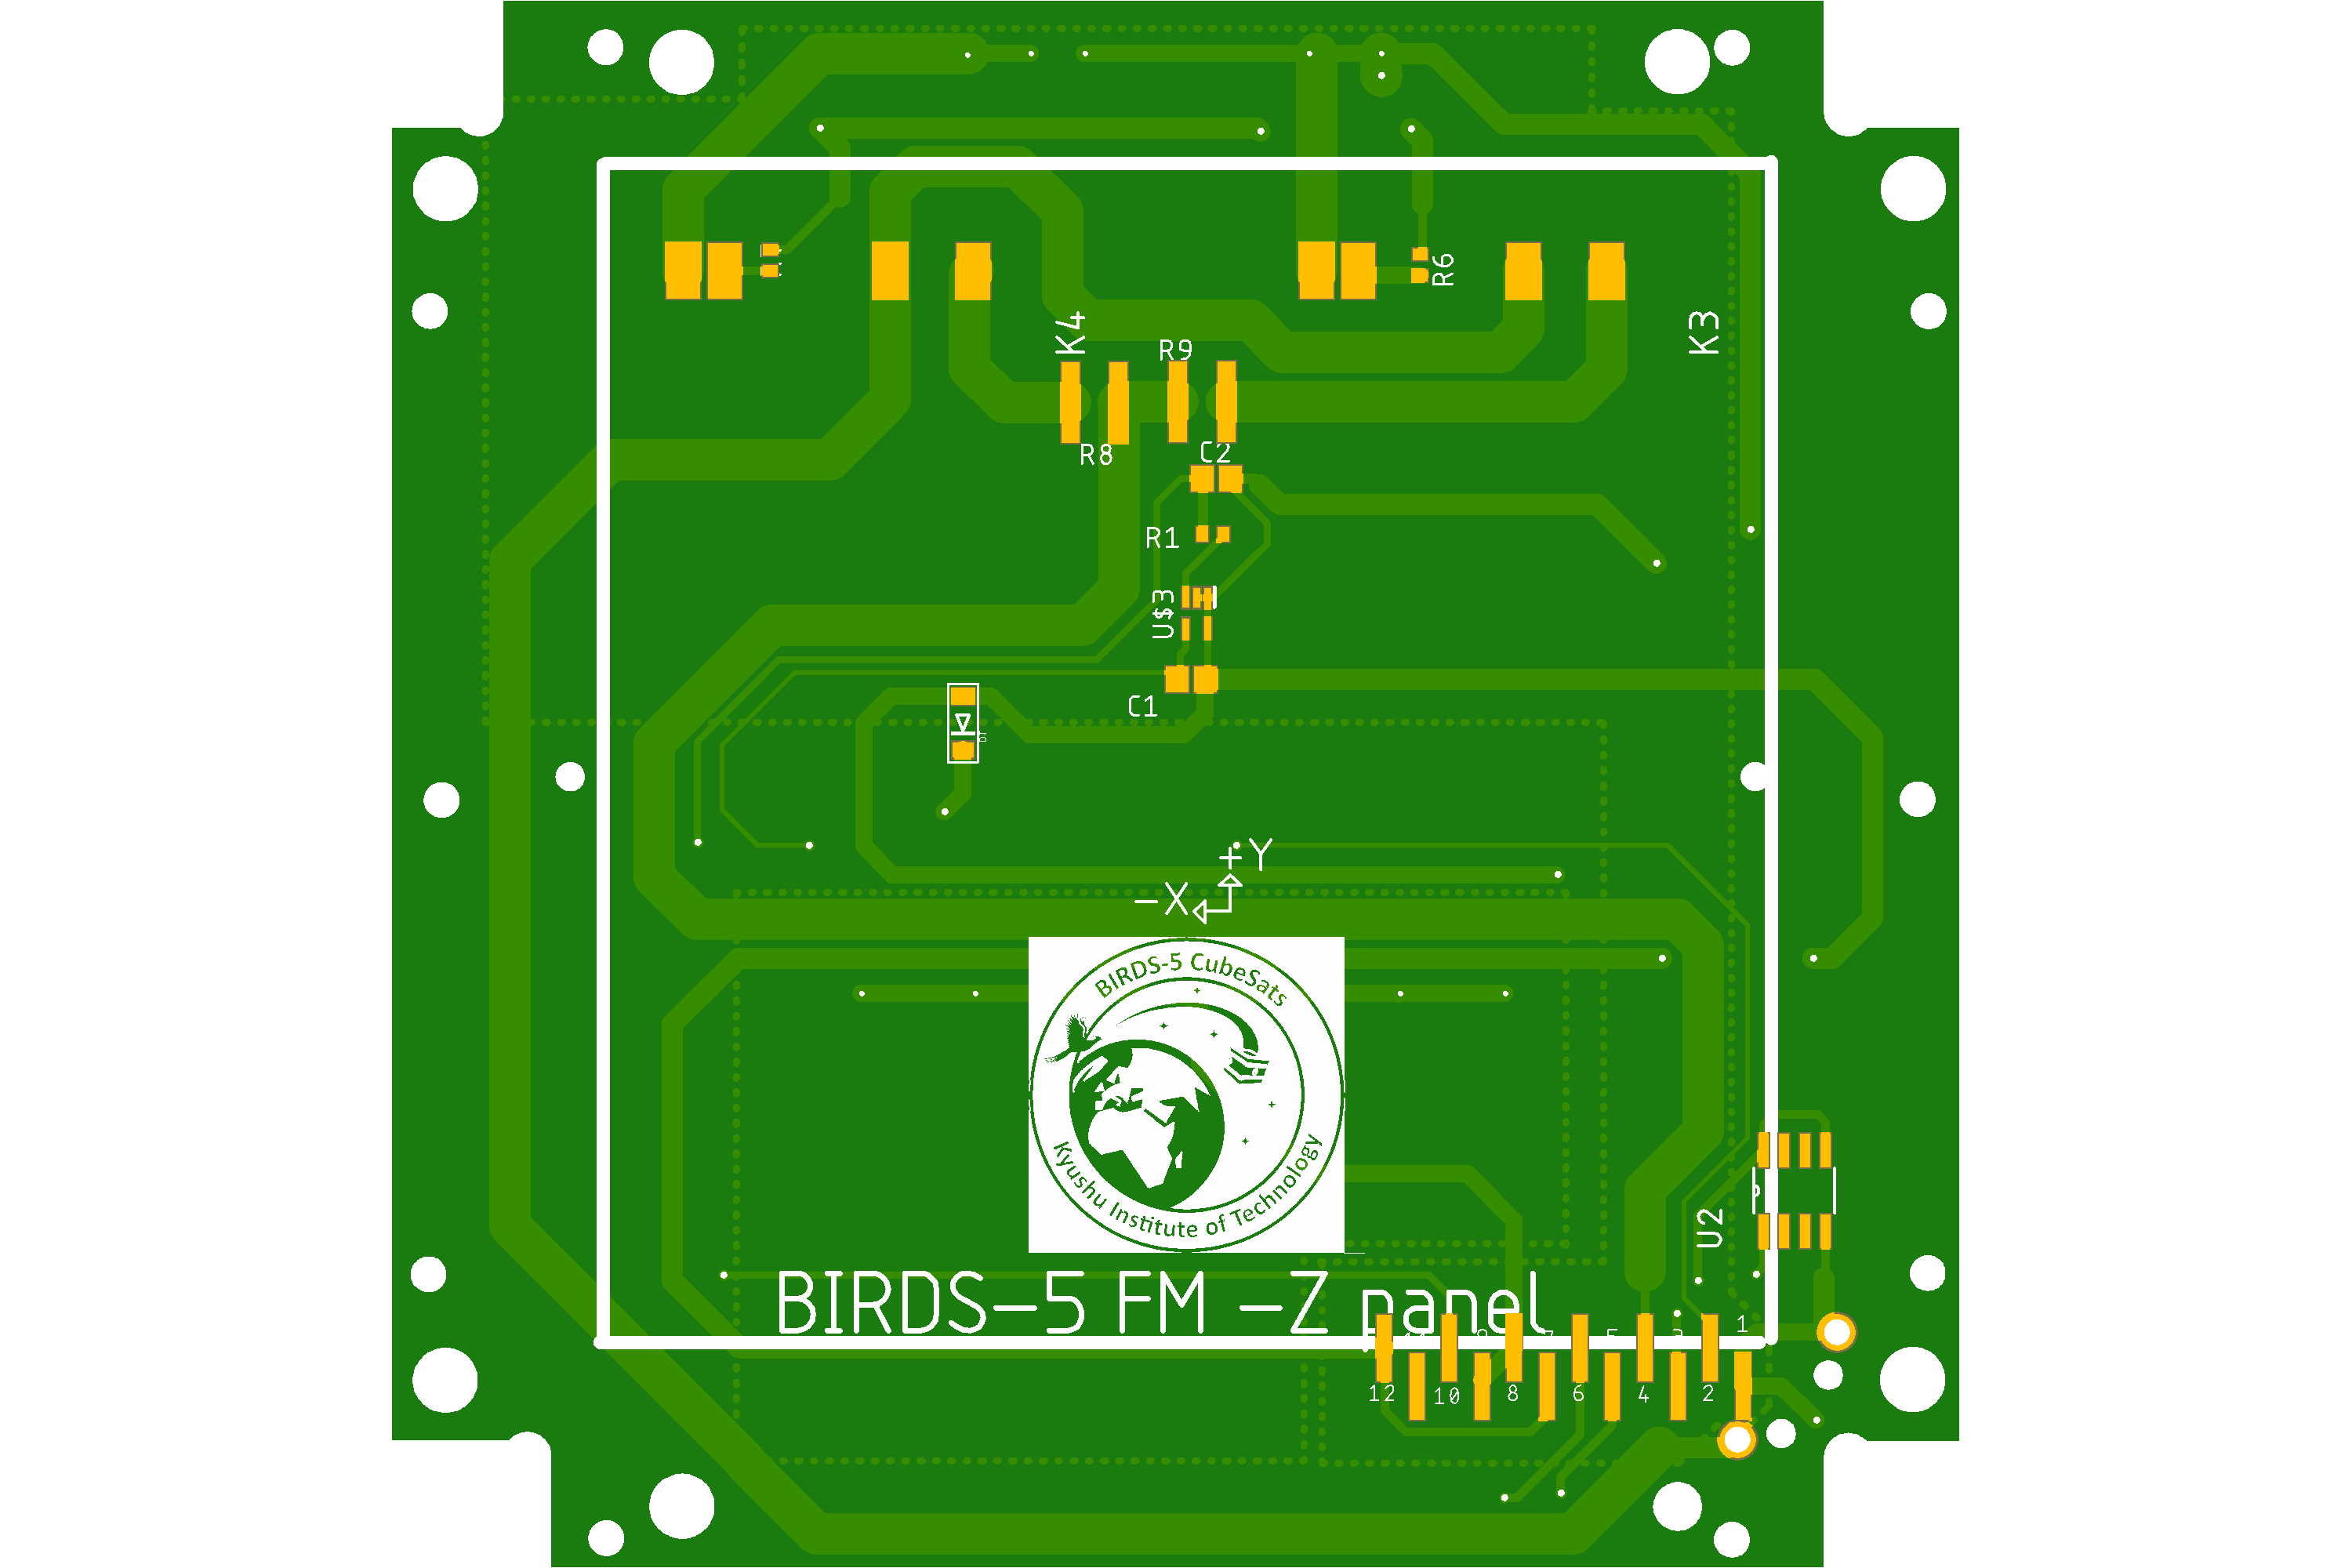 R6
K4
K3
R9
R8
C2
R1
U$3
C1
+Y
-X
BIRDS-5 CubeSats
Kyushu Institute of Technology
U2
BIRDS-5 FM -Z panel
1
12
10
8
6
4
2